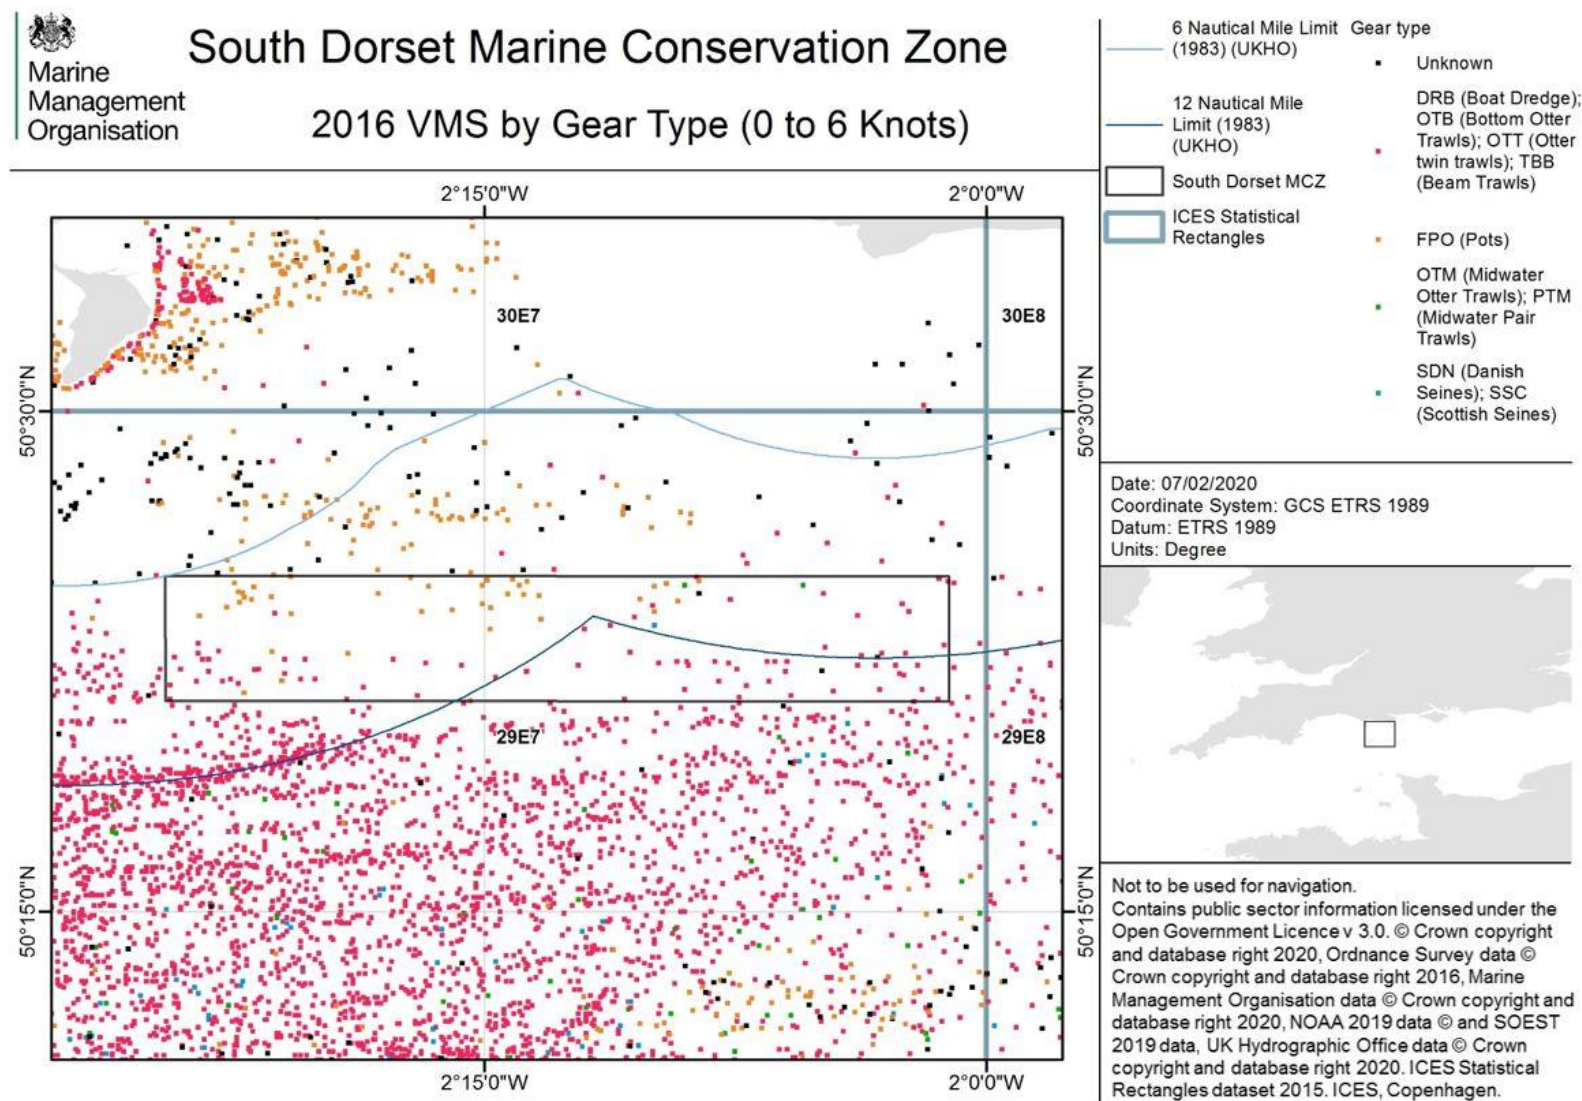 Marine
Management
Organisation
South Dorset Marine Conservation Zone
2016 VMS by Gear Type (0 to 6 Knots)
2°15'0"W
2°0'0"W
50°30'0"N
50°30'0"N
30E7
30E8
29E7
29E8
50°15'0"N
50°15'0"N
2°15'0"W
2°0'0"W
6 Nautical Mile Limit
(1983) (UKHO)
12 Nautical Mile
Limit (1983)
(UKHO)
South Dorset MCZ
ICES Statistical
Rectangles
Gear type
Unknown
DRB (Boat Dredge);
OTB (Bottom Otter
Trawls); OTT (Otter
twin trawls); TBB
(Beam Trawls)
FPO (Pots)
OTM (Midwater
Otter Trawls); PTM
(Midwater Pair
Trawls)
SDN (Danish
Seines); SSC
(Scottish Seines)
Date: 07/02/2020
Coordinate System: GCS ETRS 1989
Datum: ETRS 1989
Units: Degree
Not to be used for navigation.
Contains public sector information licensed under the
Open Government Licence v 3.0. © Crown copyright
and database right 2020, Ordnance Survey data ©
Crown copyright and database right 2016, Marine
Management Organisation data © Crown copyright and
database right 2020, NOAA 2019 data © and SOEST
2019 data, UK Hydrographic Office data © Crown
copyright and database right 2020. ICES Statistical
Rectangles dataset 2015. ICES, Copenhagen.